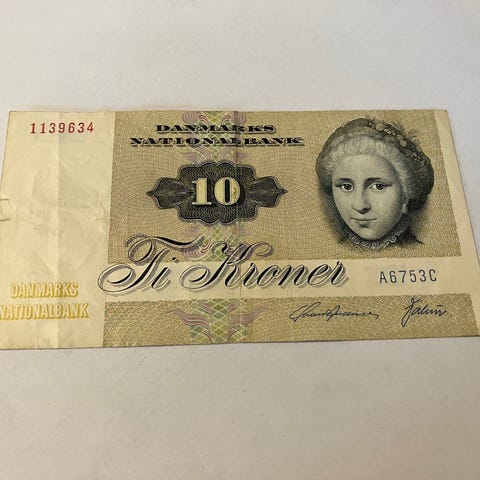 1139634
DANMARKS
NATIONALBANK
10
Ti Kroner
A6753C
DANMARKS
NATIONALBANK